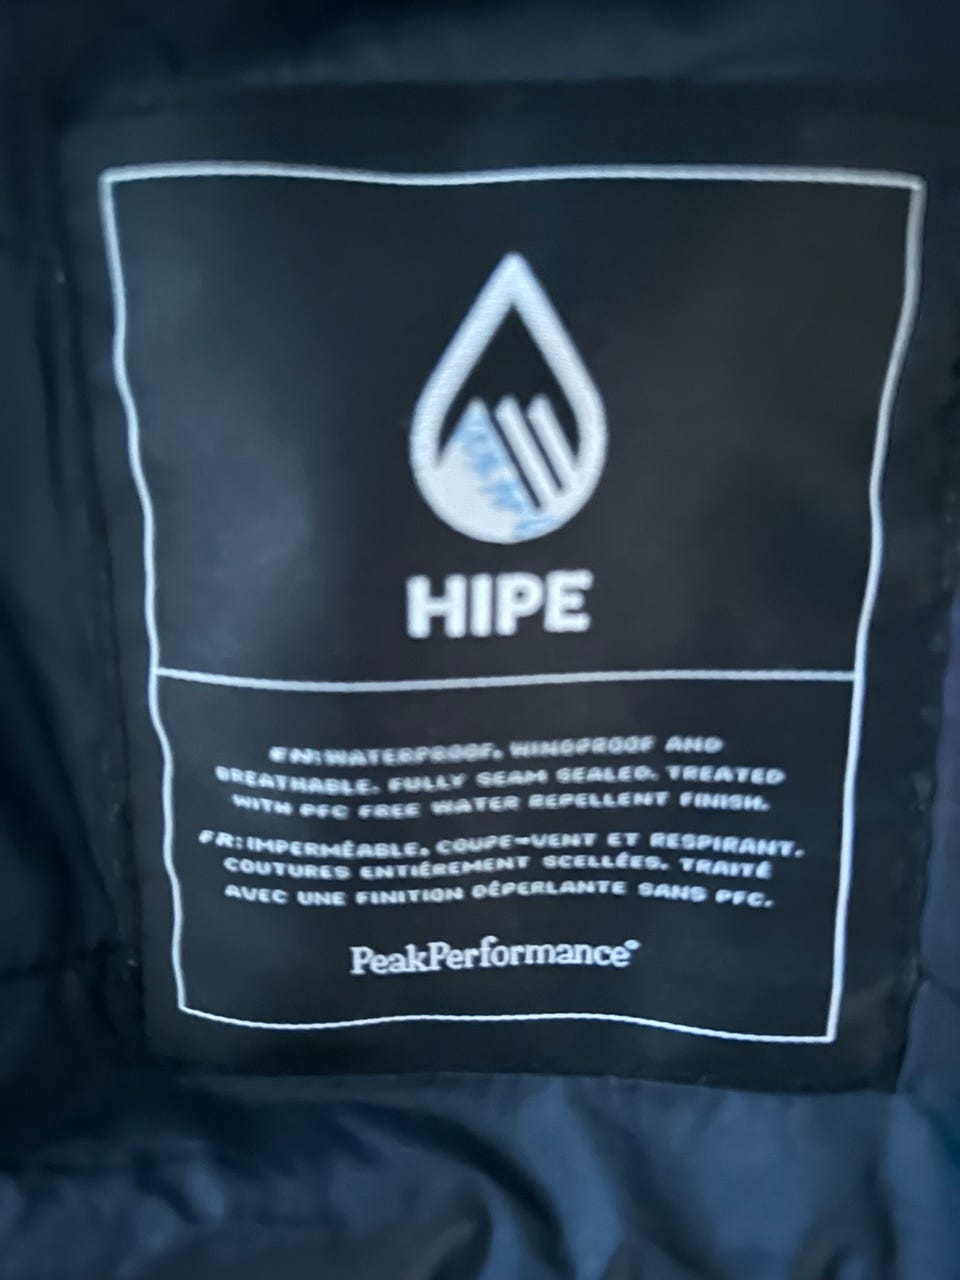 HIPE
EN: WATERPROOF, WINDPROOF AND
BREATHABLE. FULLY SEAM SEALED. TREATED
WITH PFC FREE WATER REPELLENT FINISH.
FR: IMPERMÉABLE, COUPE-VENT ET RESPIRANT.
COUTURES ENTIÈREMENT SCELLÉES. TRAITÉ
AVEC UNE FINITION DÉPERLANTE SANS PFC.
PeakPerformance®